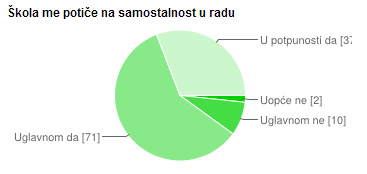 Škola me potiče na samostalnost u radu
U potpunosti da [37
Uopće ne [2]
Uglavnom ne [10]
Uglavnom da [71]